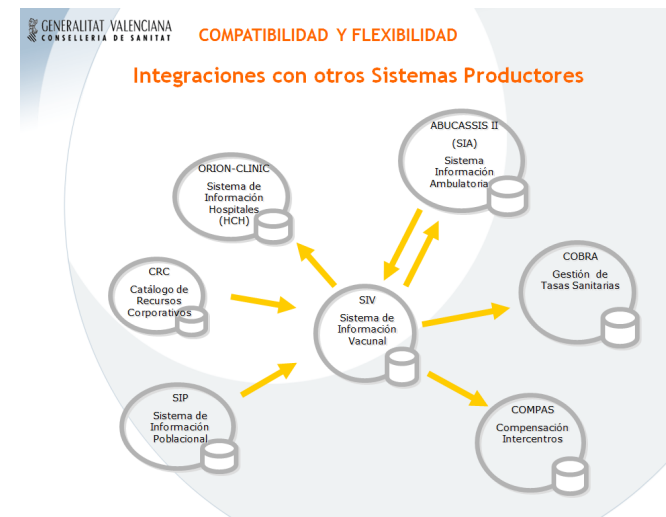 GENERALITAT VALENCIANA
CONSELLERIA DE SANITAT
COMPATIBILIDAD Y FLEXIBILIDAD
Integraciones con otros Sistemas Productores
ABUCASSIS II
(SIA)
Sistema
Información
Ambulatoria
ORION-CLINIC
Sistema de
Información
Hospitales
(HCH)
COBRA
Gestión de
Tasas Sanitarias
CRC
Catálogo de
Recursos
Corporativos
SIV
Sistema de
Información
Vacunal
SIP
Sistema de
Información
Poblacional
COMPAS
Compensación
Intercentros